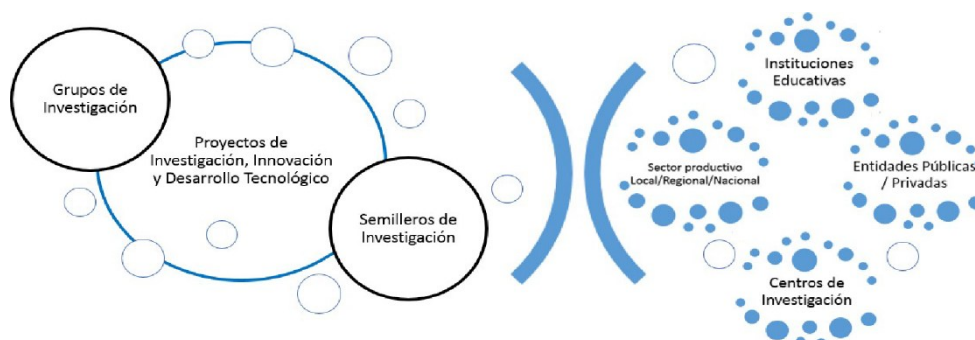 Grupos de
Investigación
Proyectos de
Investigación, Innovación
y Desarrollo Tecnológico
Semilleros de
Investigación
Instituciones
Educativas
Sector productivo
Local/Regional/Nacional
Entidades Públicas
/ Privadas
Centros de
Investigación